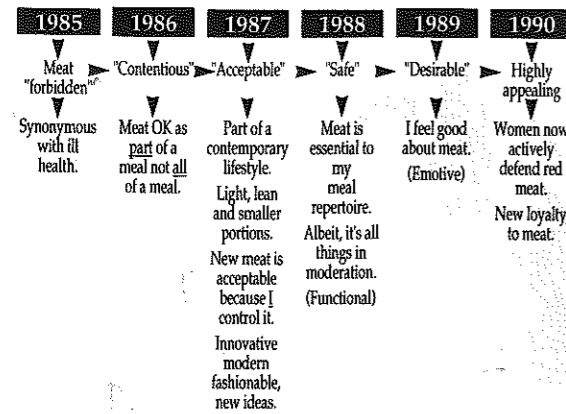 1985
1986
1987
1988
1989
1990
Meat
"forbidden"
"Contentious"
"Acceptable"
"Safe"
"Desirable"
Highly
appealing
Synonymous
with ill
health.
Meat OK as
part of a
meal not all
of a meal.
Part of a
contemporary
lifestyle.
Light, lean
and smaller
portions.
New meat is
acceptable
because I
control it.
Innovative
modern
fashionable,
new ideas.
Meat is
essential to
my
meal
repertoire.
Albeit, it's all
things in
moderation.
(Functional)
I feel good
about meat.
(Emotive)
Women now
actively
defend red
meat.
New loyalty
to meat.